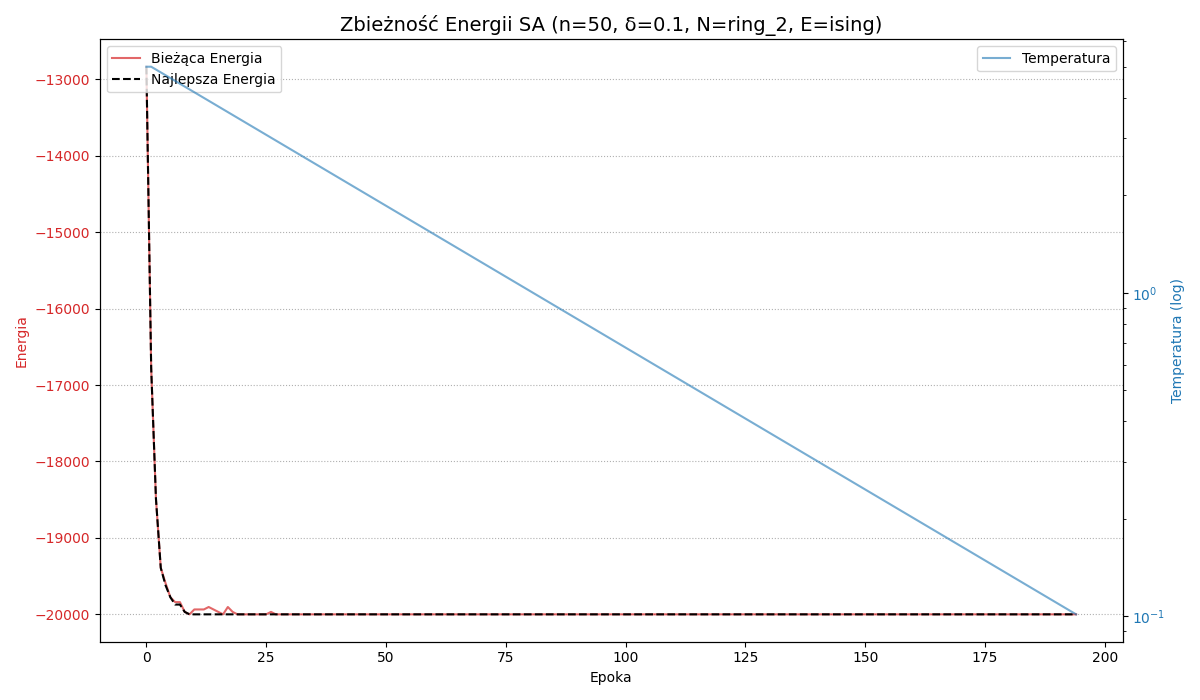 Zbieżność Energii SA (n=50, δ=0.1, N=ring_2, E=ising)
Bieżąca Energia
Najlepsza Energia
Temperatura
−13000
−14000
−15000
−16000
−17000
−18000
−19000
−20000
Energia
10⁰
10⁻¹
Temperatura (log)
0
25
50
75
100
125
150
175
200
Epoka